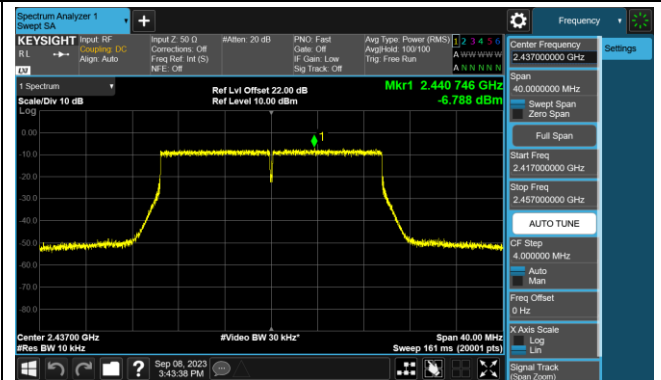 Spectrum Analyzer 1
Swept SA
Frequency
KEYSIGHT
RL
LXI
Input: RF
Coupling: DC
Align: Auto
Input Z: 50 Ω
Corrections: Off
Freq Ref: Int (S)
NFE: Off
#Atten: 20 dB
PNO: Fast
Gate: Off
IF Gain: Low
Sig Track: Off
Avg Type: Power (RMS)
Avg|Hold: 100/100
Trig: Free Run
1 2 3 4 5 6
A W W W W W
A N N N N N
1 Spectrum
Scale/Div 10 dB
Log
Ref Lvl Offset 22.00 dB
Ref Level 10.00 dBm
Mkr1 2.440 746 GHz
-6.788 dBm
1
0.00
-10.0
-20.0
-30.0
-40.0
-50.0
-60.0
-70.0
-80.0
Center 2.43700 GHz
#Res BW 10 kHz
#Video BW 30 kHz*
Span 40.00 MHz
Sweep 161 ms (20001 pts)
Center Frequency
2.437000000 GHz
Settings
Span
40.0000000 MHz
Swept Span
Zero Span
Full Span
Start Freq
2.417000000 GHz
Stop Freq
2.457000000 GHz
AUTO TUNE
CF Step
4.000000 MHz
Auto
Man
Freq Offset
0 Hz
X Axis Scale
Log
Lin
Signal Track
(Span Zoom)
Sep 08, 2023
3:43:38 PM